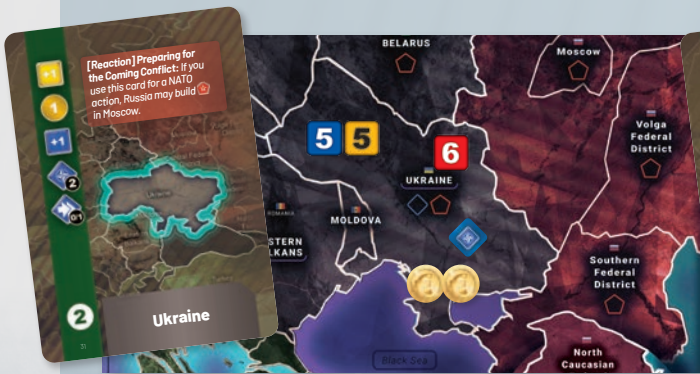 [Reaction] Preparing for
the Coming Conflict: If you
use this card for a NATO
action, Russia may build
in Moscow.
+1
1
+1
2
0/1
2
31
Ukraine
Ukraine
BELARUS
Moscow
Volga
Federal
District
5
5
6
UKRAINE
ROMANIA
MOLDOVA
STERN
LKANS
Southern
Federal
District
Black Sea
North
Caucasian